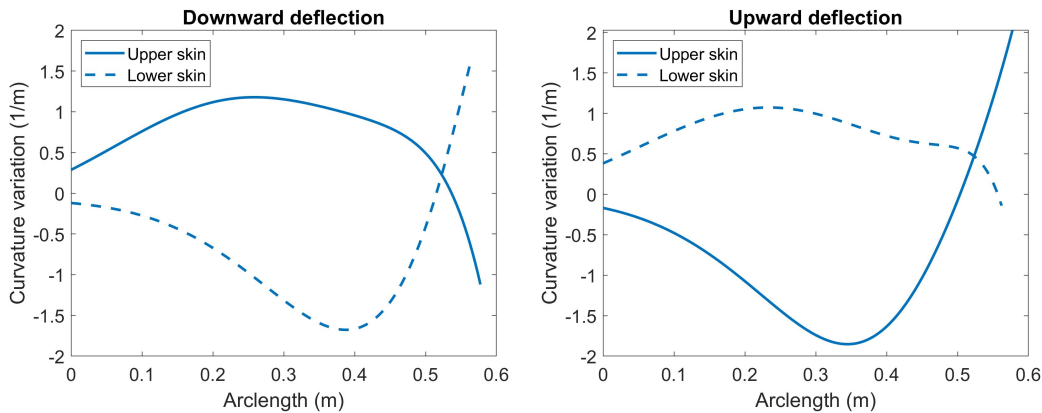 Downward deflection
Upper skin
Lower skin
2
1.5
1
0.5
0
-0.5
-1
-1.5
-2
Curvature variation (1/m)
0 0.1 0.2 0.3 0.4 0.5 0.6
Arclength (m)
Upward deflection
Upper skin
Lower skin
2
1.5
1
0.5
0
-0.5
-1
-1.5
-2
Curvature variation (1/m)
0 0.1 0.2 0.3 0.4 0.5 0.6
Arclength (m)